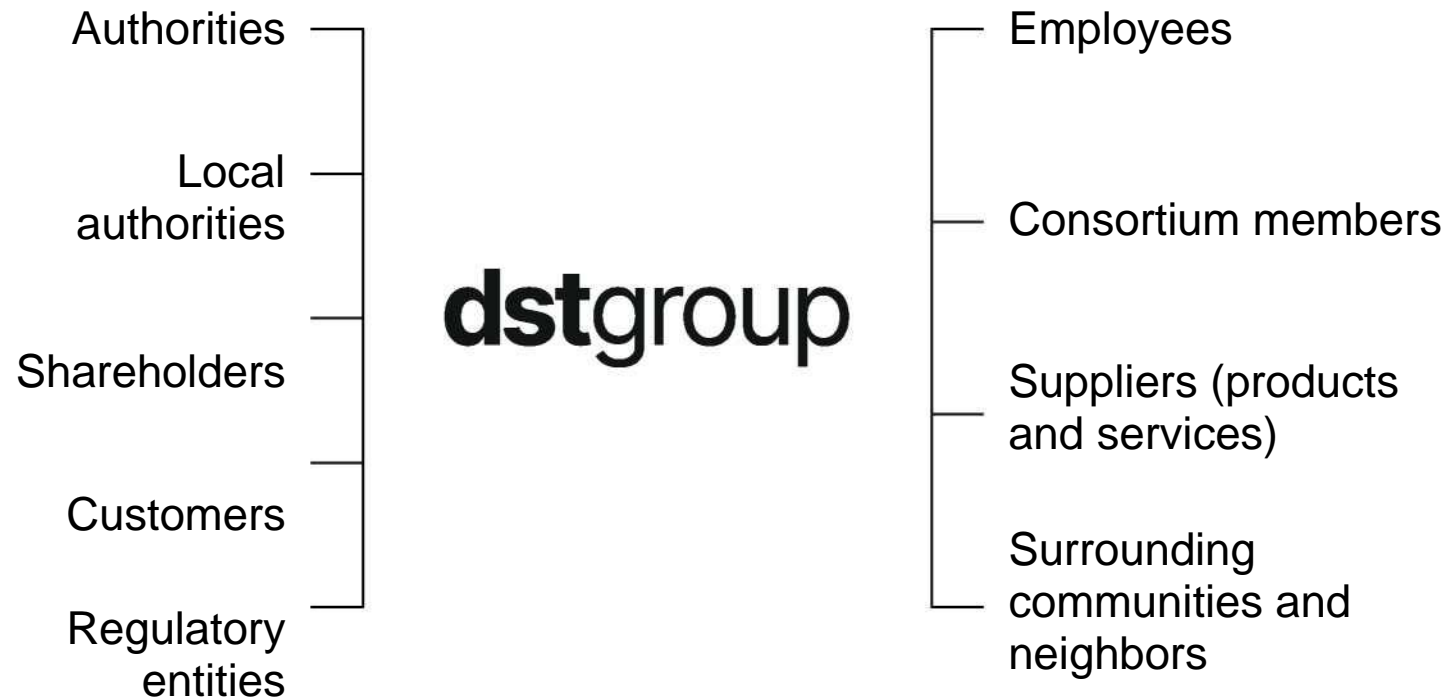 Authorities
Local
authorities
Shareholders
Customers
Regulatory
entities
dstgroup
Employees
Consortium members
Suppliers (products
and services)
Surrounding
communities and
neighbors